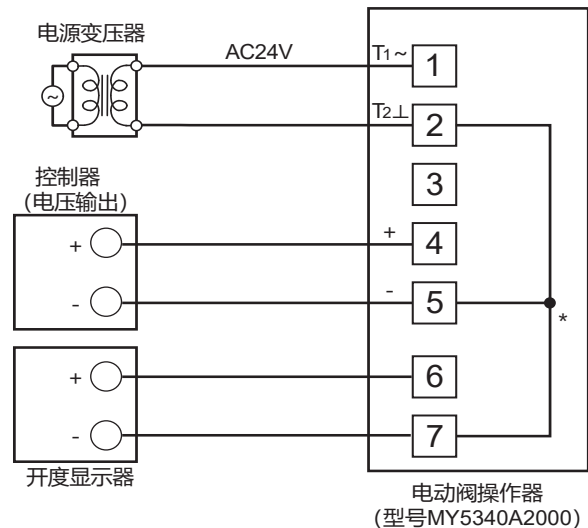 电源变压器
AC24V
T1~
1
~
T2⊥
2
3
控制器
(电压输出)
+
+
4
-
-
5
*
+
6
-
7
开度显示器
电动阀操作器
(型号MY5340A2000)